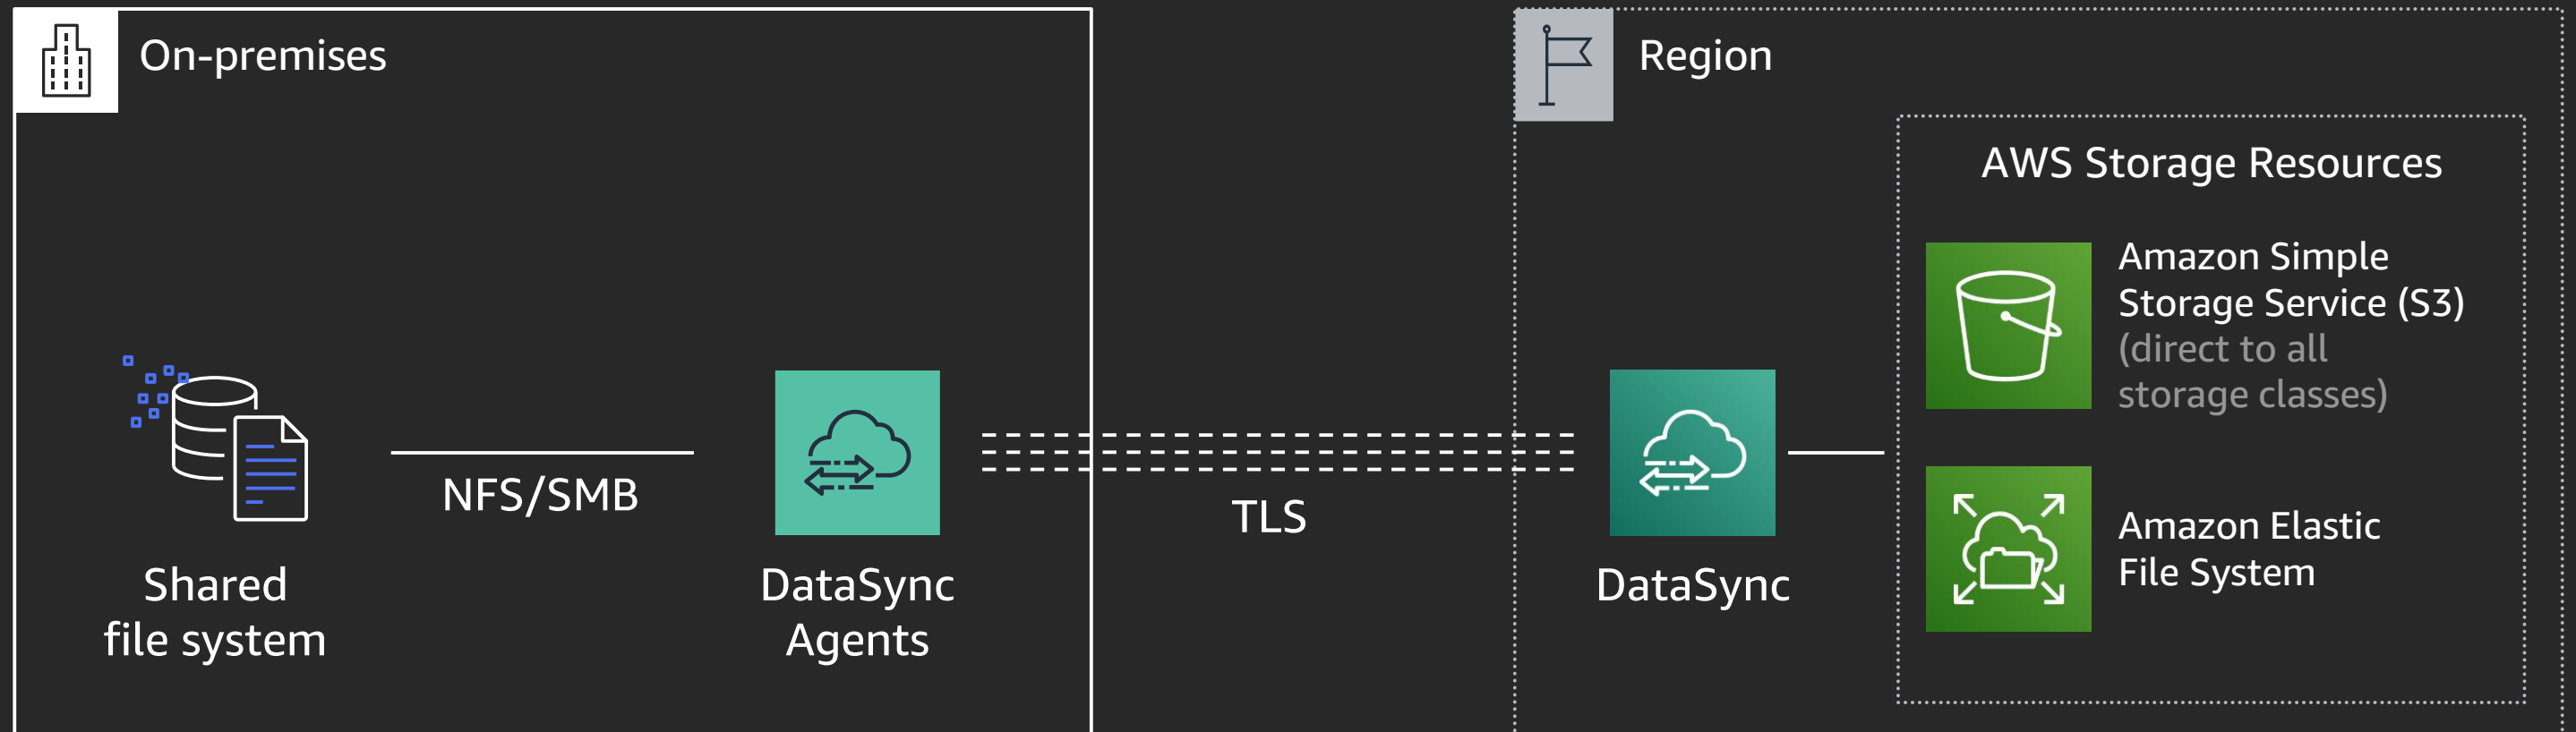 On-premises
Region
AWS Storage Resources
Amazon Simple
Storage Service (S3)
(direct to all
storage classes)
NFS/SMB
TLS
Shared
file system
DataSync
Agents
DataSync
Amazon Elastic
File System